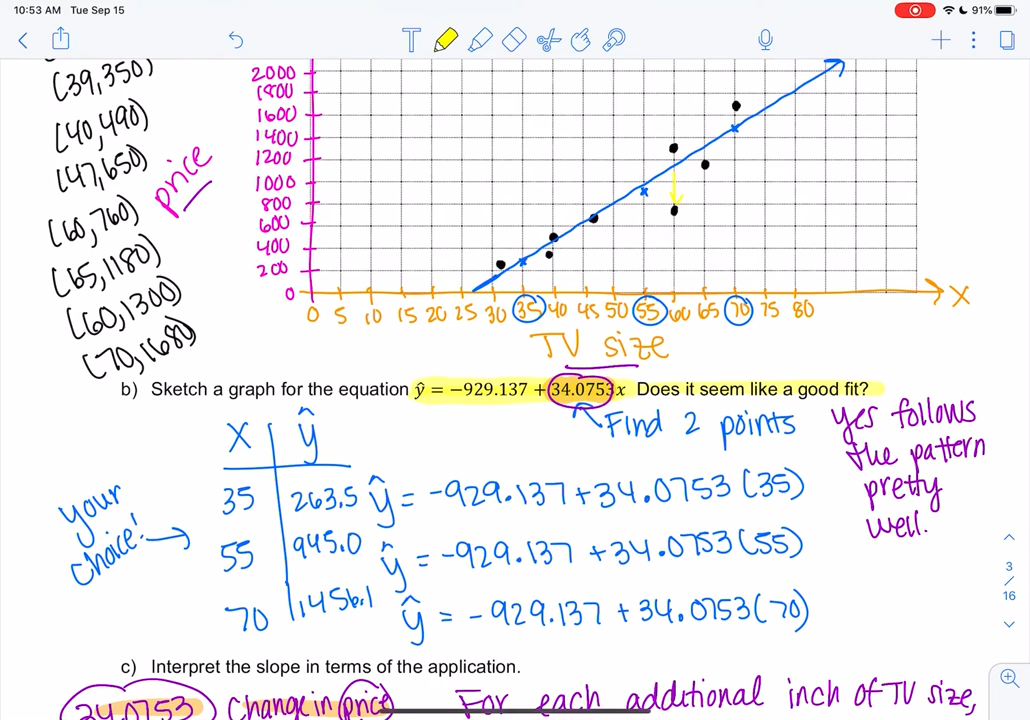 10:53 AM Tue Sep 15
91%
(39,350)
(40,490)
(47,650)
(60,760)
(65,1180)
(60,1300)
(70,1680)
price
2000
1800
1600
1400
1200
1000
800
600
400
200
0
0 5 10 15 20 25 30 35 40 45 50 55 60 65 70 75 80
X
TV size
b) Sketch a graph for the equation ŷ = −929.137 + 34.0753x Does it seem like a good fit?
Find 2 points
yes follows
the pattern
pretty
well.
your
choice!
X ŷ
35 263.5 ŷ = -929.137+34.0753(35)
55 945.0 ŷ = -929.137 +34.0753(55)
70 1,456.1 ŷ = -929.137 +34.0753(70)
3
/
16
c) Interpret the slope in terms of the application.
34.0753 Change in price For each additional inch of TV size,